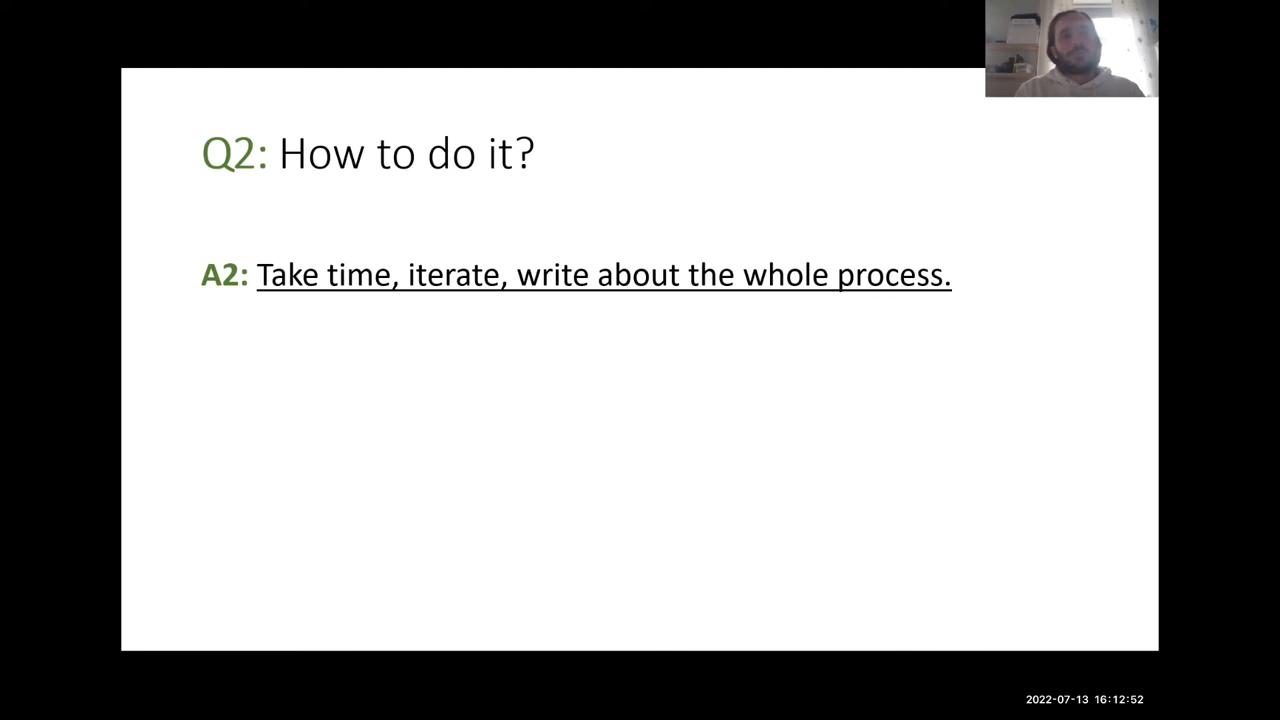 Q2: How to do it?
A2: Take time, iterate, write about the whole process.
2022-07-13 16:12:52